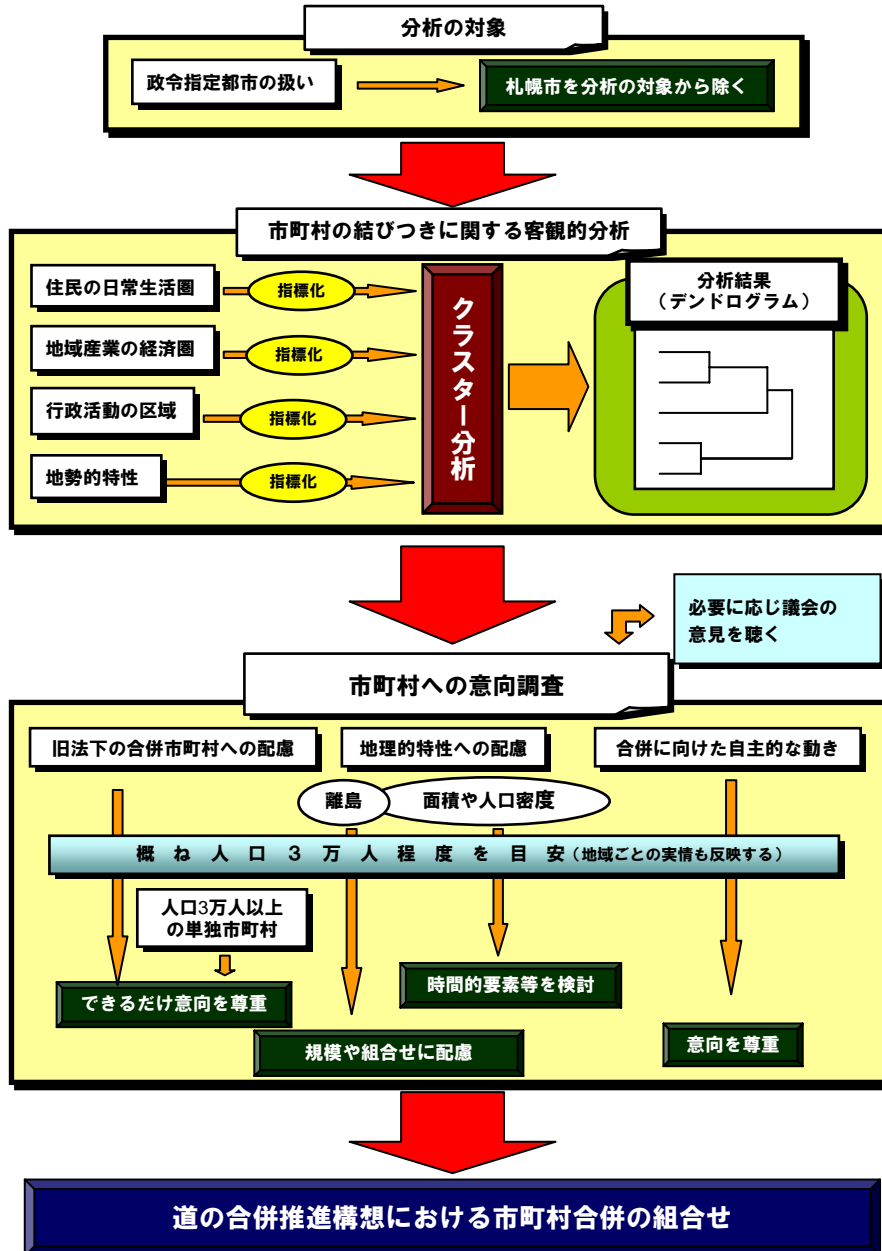 分析の対象
政令指定都市の扱い
札幌市を分析の対象から除く
市町村の結びつきに関する客観的分析
住民の日常生活圏
指標化
地域産業の経済圏
指標化
行政活動の区域
指標化
地勢的特性
指標化
クラスター分析
分析結果
（デンドログラム）
必要に応じ議会の
意見を聴く
市町村への意向調査
旧法下の合併市町村への配慮
地理的特性への配慮
合併に向けた自主的な動き
離島
面積や人口密度
概ね人口３万人程度を目安（地域ごとの実情も反映する）
人口3万人以上
の単独市町村
できるだけ意向を尊重
時間的要素等を検討
規模や組合せに配慮
意向を尊重
道の合併推進構想における市町村合併の組合せ